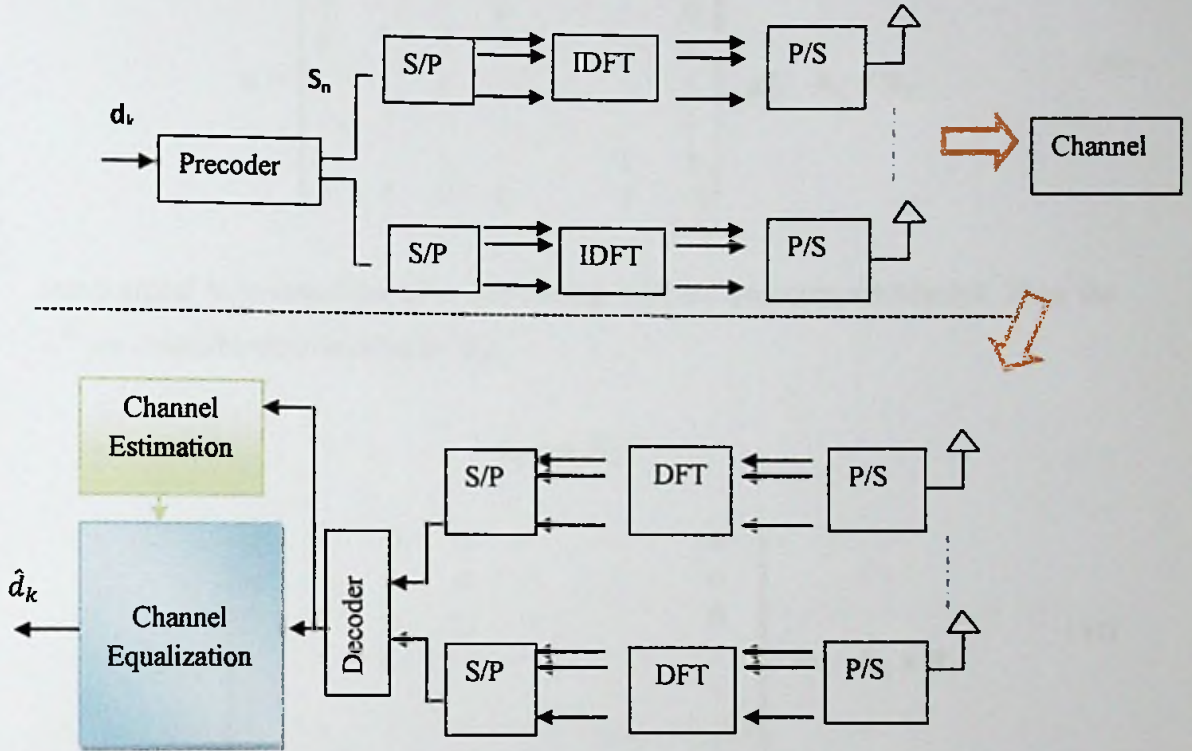 S/P
IDFT
P/S
Sₙ
dₖ
Precoder
Channel
S/P
IDFT
P/S
Channel
Estimation
S/P
DFT
P/S
d̂ₖ
Channel
Equalization
Decoder
S/P
DFT
P/S